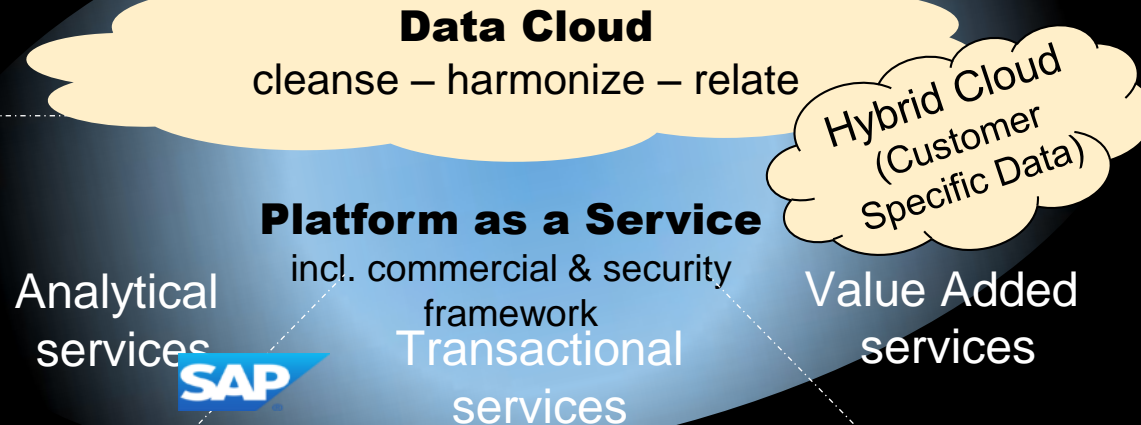 Data Cloud
cleanse – harmonize – relate
Hybrid Cloud
(Customer
Specific Data)
Platform as a Service
incl. commercial & security
framework
Analytical
services
Transactional
services
Value Added
services
SAP